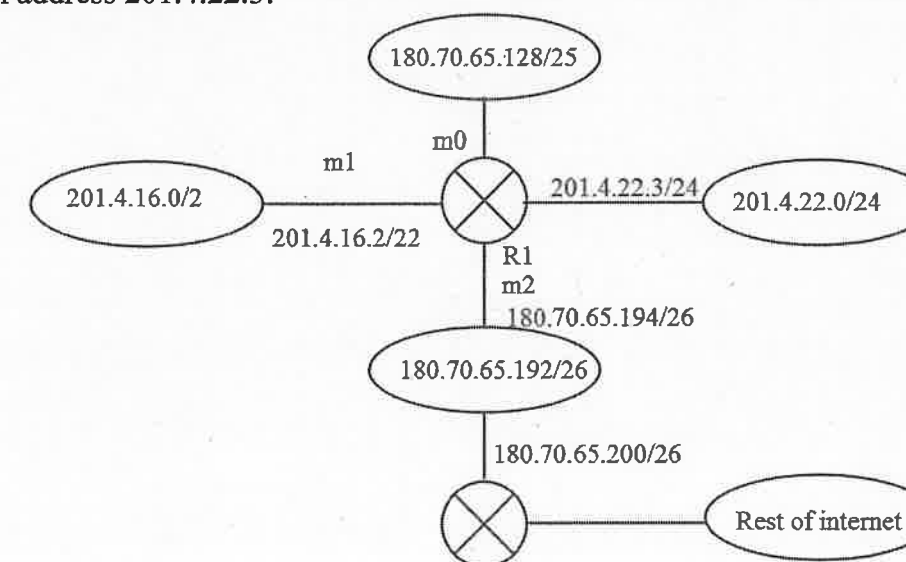 address 201.4.22.3.
180.70.65.128/25
m0
m1
201.4.16.0/2
201.4.22.3/24
201.4.22.0/24
201.4.16.2/22
R1
m2
180.70.65.194/26
180.70.65.192/26
180.70.65.200/26
Rest of internet